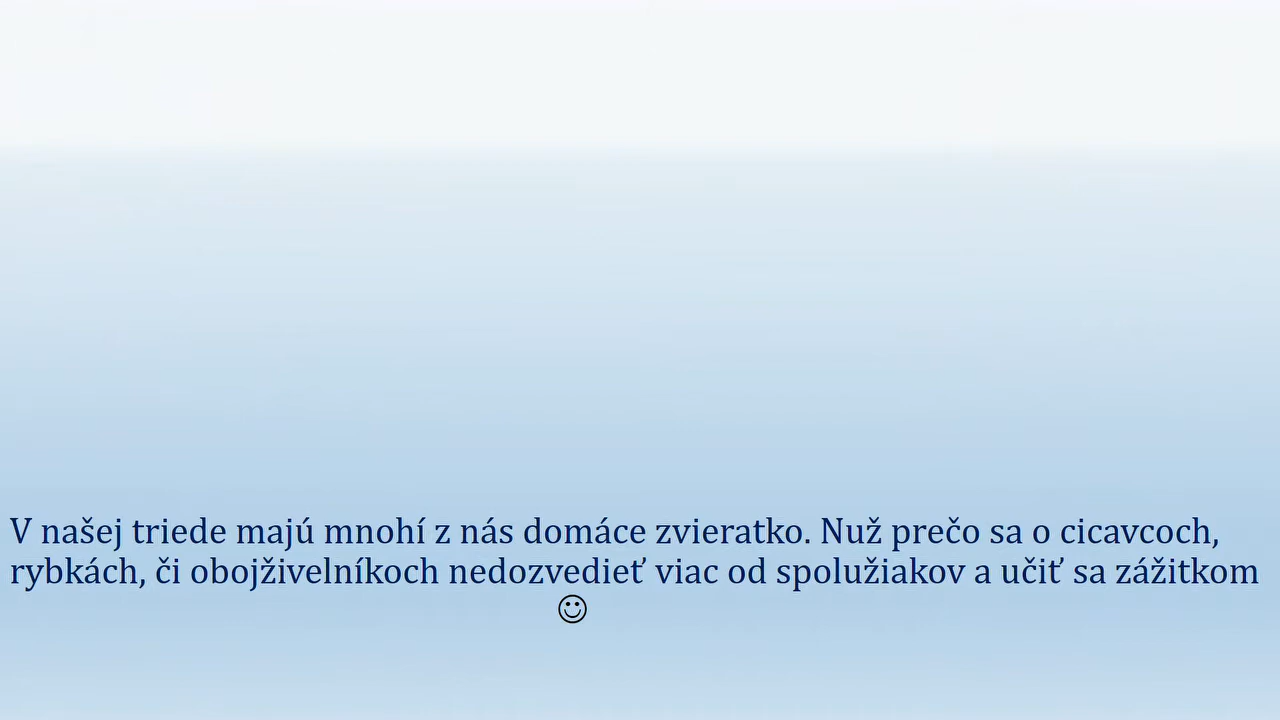 V našej triede majú mnohí z nás domáce zvieratko. Nuž prečo sa o cicavcoch,
rybkách, či obojživelníkoch nedozvedieť viac od spolužiakov a učiť sa zážitkom
☺